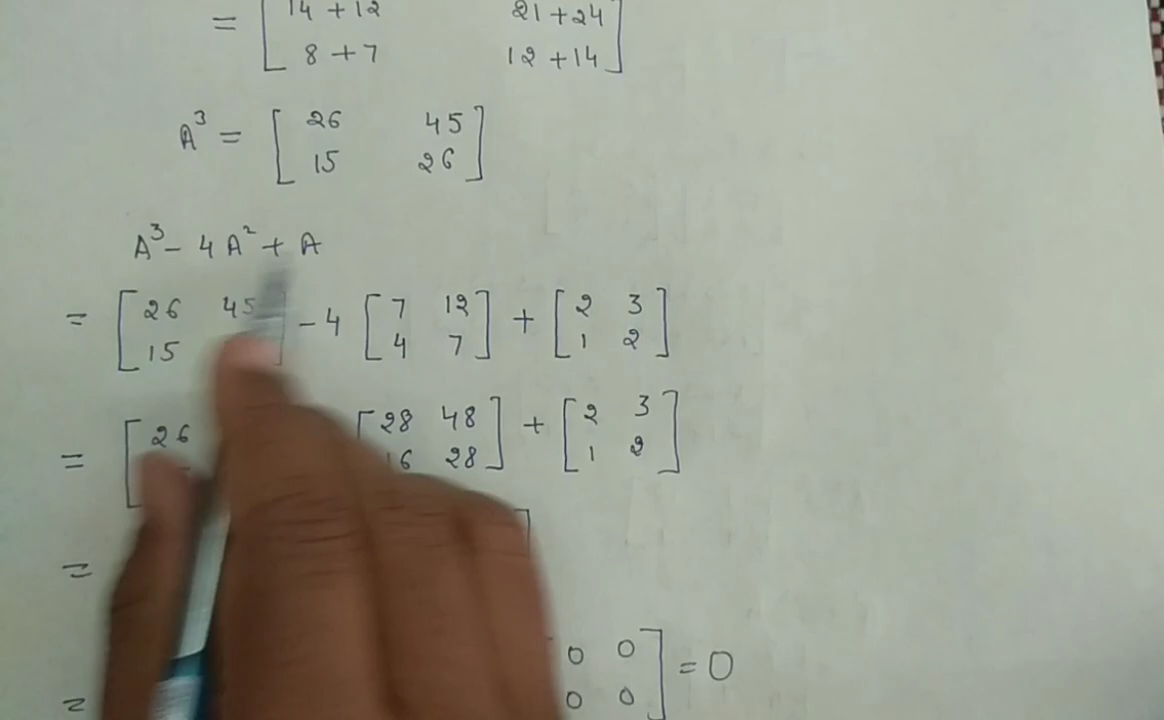 = [ 14 + 12 21 + 24
8 + 7 12 + 14 ]
A³ = [ 26 45
15 26 ]
A³ - 4 A² + A
= [ 26 45 ] - 4 [ 7 12 ] + [ 2 3 ]
15 4 7 1 2
= [ 26 [ 28 48 ] + [ 2 3 ]
16 28 1 2
= ]
0 0 ] = 0
= 0 0